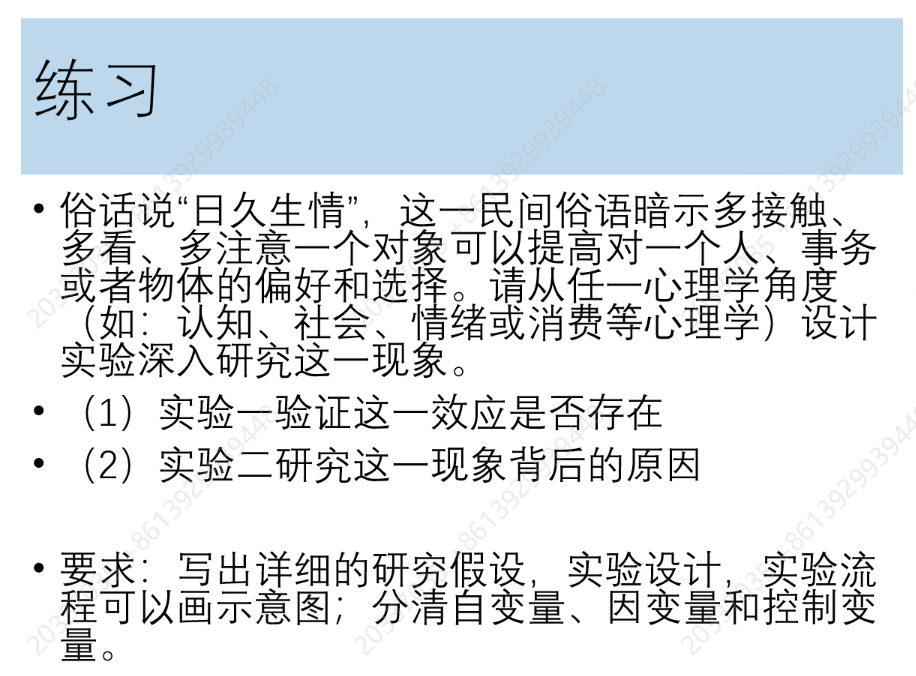 练习
• 俗话说“日久生情”，这一民间俗语暗示多接触、
多看、多注意一个对象可以提高对一个人、事务
或者物体的偏好和选择。请从任一心理学角度
（如：认知、社会、情绪或消费等心理学）设计
实验深入研究这一现象。
• （1）实验一验证这一效应是否存在
• （2）实验二研究这一现象背后的原因
• 要求：写出详细的研究假设，实验设计，实验流
程可以画示意图；分清自变量、因变量和控制变
量。